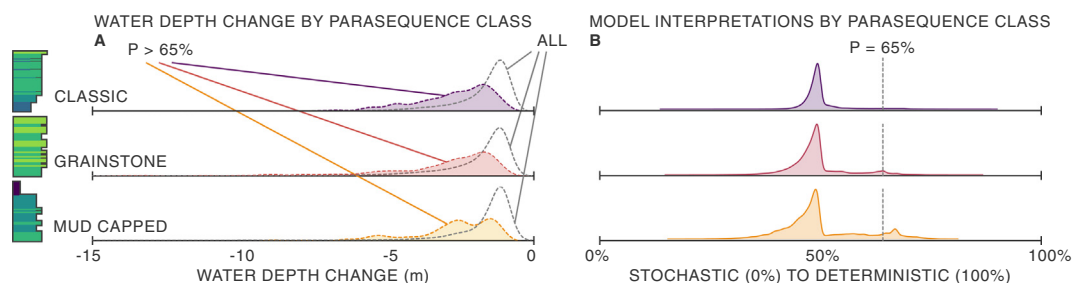 WATER DEPTH CHANGE BY PARASEQUENCE CLASS
A
P > 65%
ALL
CLASSIC
GRAINSTONE
MUD CAPPED
-15 -10 -5 0
WATER DEPTH CHANGE (m)
MODEL INTERPRETATIONS BY PARASEQUENCE CLASS
B
P = 65%
0% 50% 100%
STOCHASTIC (0%) TO DETERMINISTIC (100%)